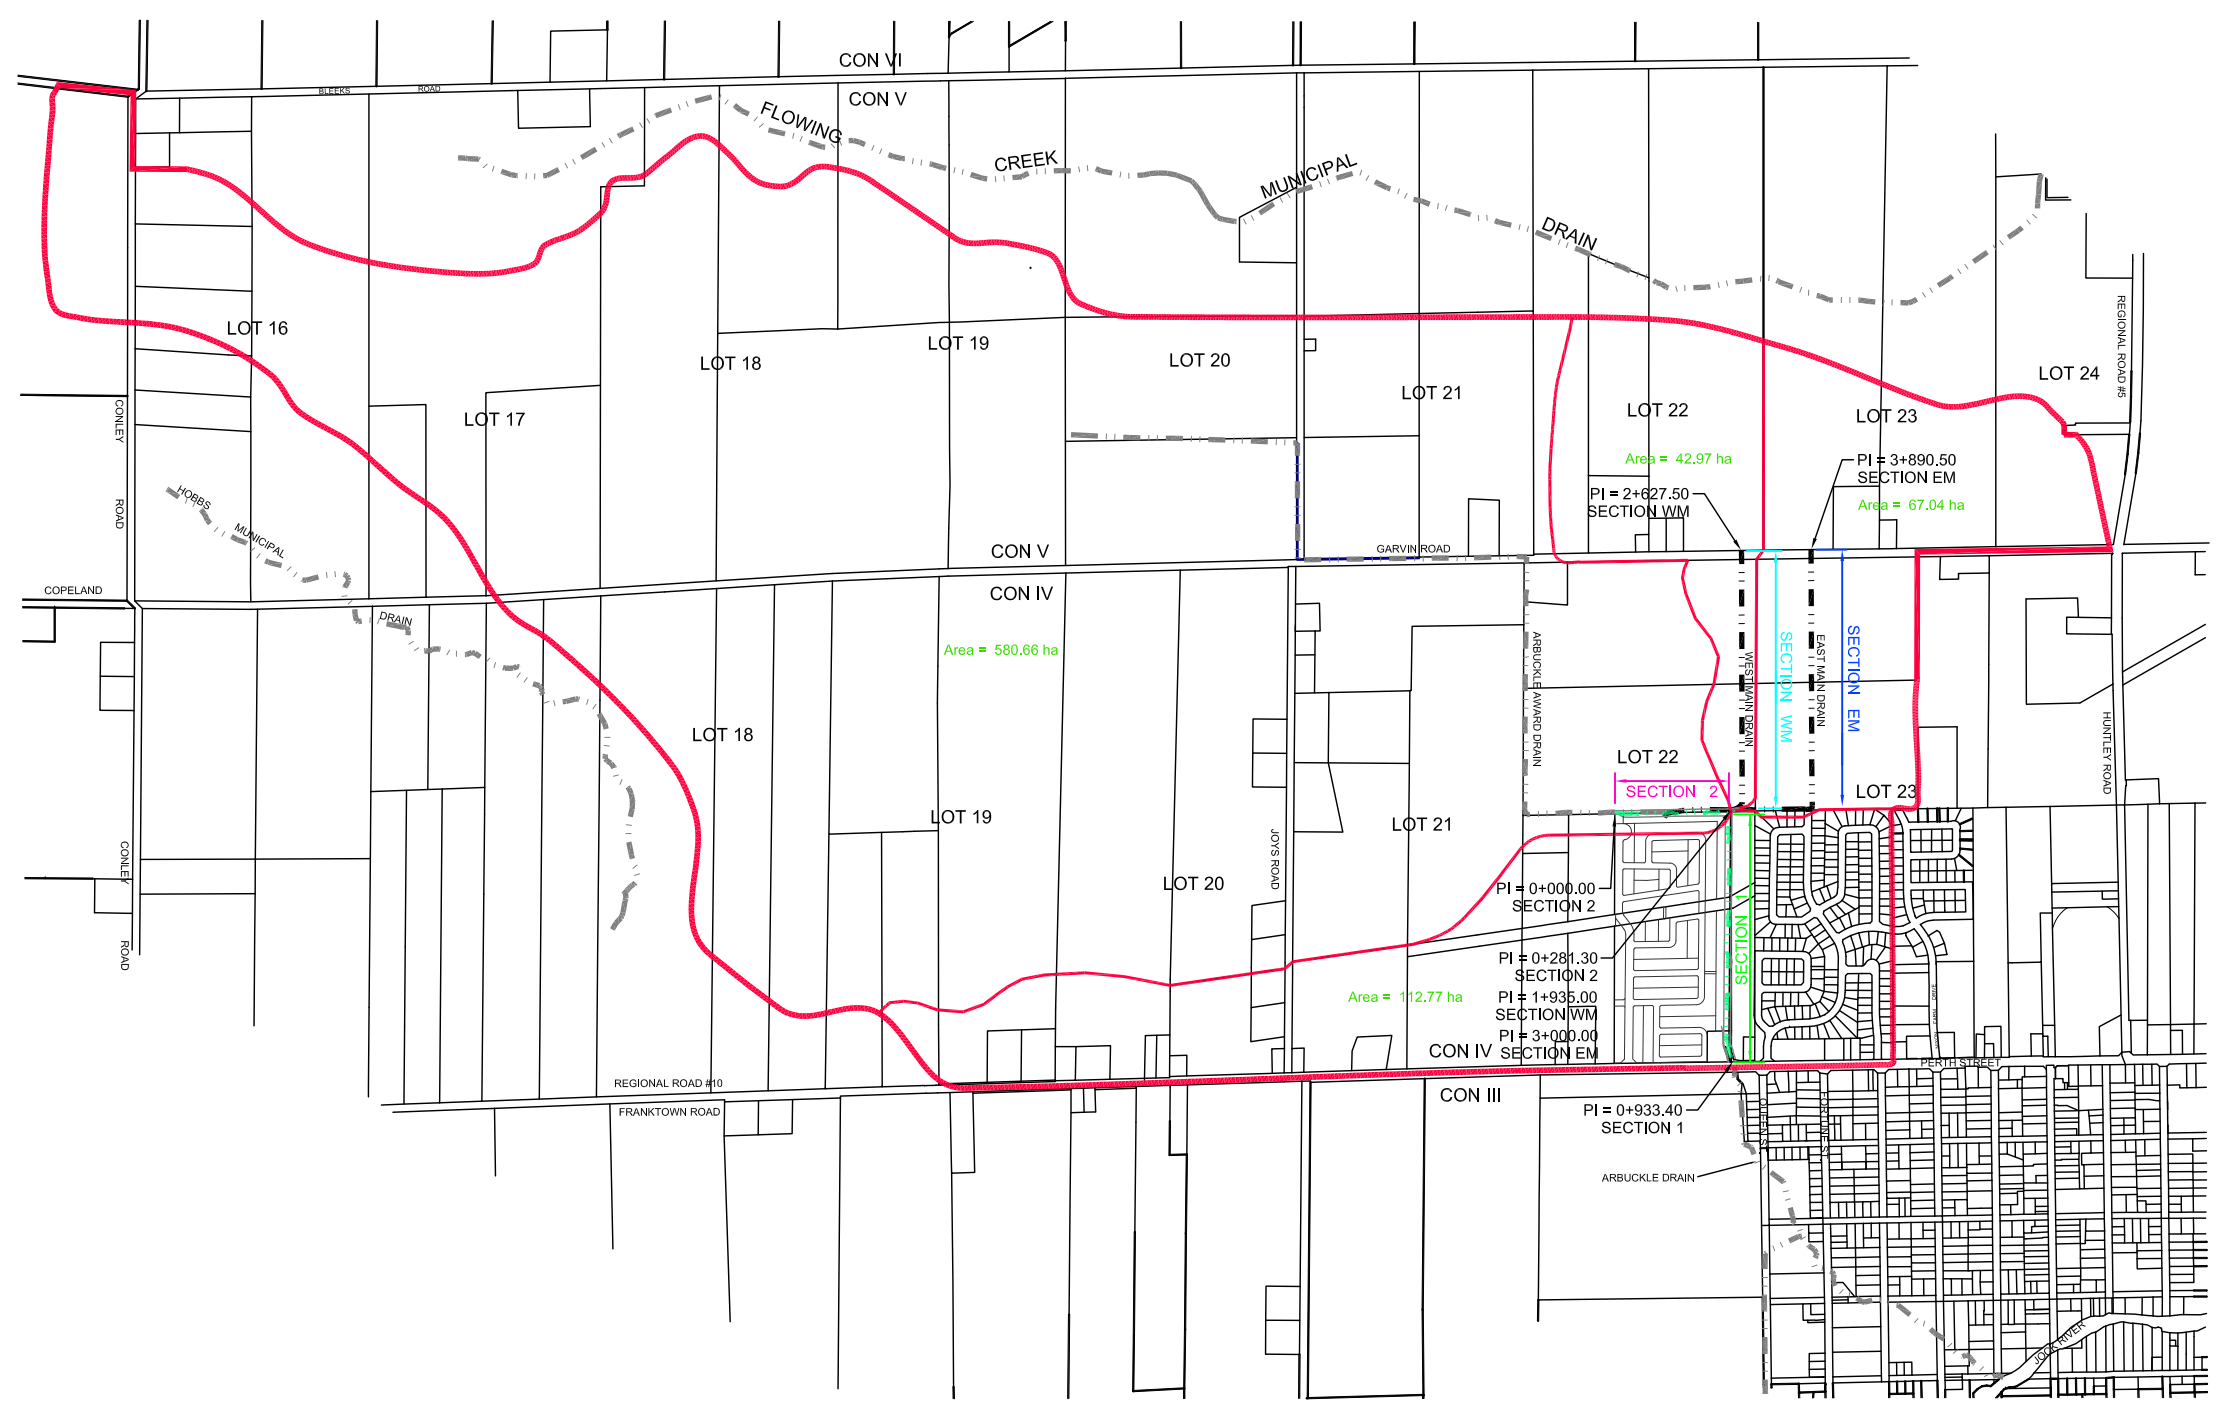 CON VI
BLEEKS ROAD
CON V
FLOWING CREEK MUNICIPAL DRAIN
REGIONAL ROAD #5
LOT 16
LOT 17
LOT 18
LOT 19
LOT 20
LOT 21
LOT 22
LOT 23
LOT 24
CONLEY ROAD
Area = 42.97 ha
PI = 2+627.50
SECTION WM
PI = 3+890.50
SECTION EM
Area = 67.04 ha
HOBBS MUNICIPAL DRAIN
COPELAND
CON V
GARVIN ROAD
CON IV
Area = 580.66 ha
ARBUCKLE AWARD DRAIN
WEST MAIN DRAIN
SECTION WM
EAST MAIN DRAIN
SECTION EM
HUNTLEY ROAD
LOT 18
LOT 19
LOT 20
LOT 21
LOT 22
LOT 23
SECTION 2
JOYS ROAD
CONLEY ROAD
SECTION 1
PI = 0+000.00
SECTION 2
PI = 0+281.30
SECTION 2
PI = 1+935.00
SECTION WM
PI = 3+000.00
SECTION EM
Area = 112.77 ha
CON IV
PERTH STREET
REGIONAL ROAD #10
FRANKTOWN ROAD
CON III
PI = 0+933.40
SECTION 1
QUEEN ST
FORTUNE ST.
ARBUCKLE DRAIN
JOCK RIVER